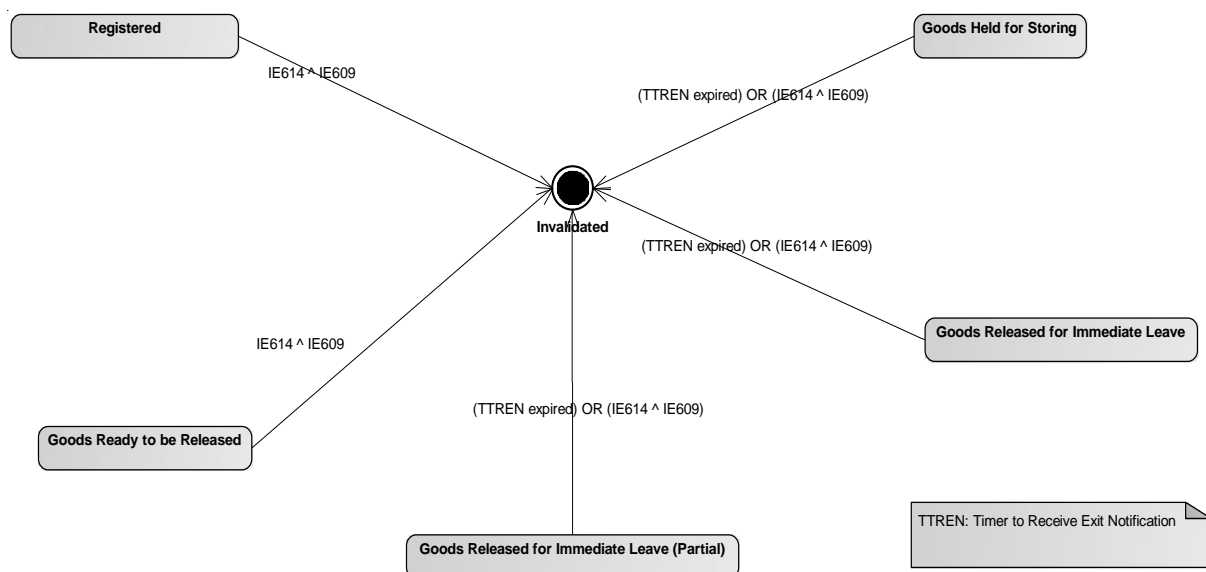 Registered
Goods Held for Storing
IE614 ^ IE609
(TTREN expired) OR (IE614 ^ IE609)
Invalidated
(TTREN expired) OR (IE614 ^ IE609)
Goods Released for Immediate Leave
IE614 ^ IE609
(TTREN expired) OR (IE614 ^ IE609)
Goods Ready to be Released
TTREN: Timer to Receive Exit Notification
Goods Released for Immediate Leave (Partial)